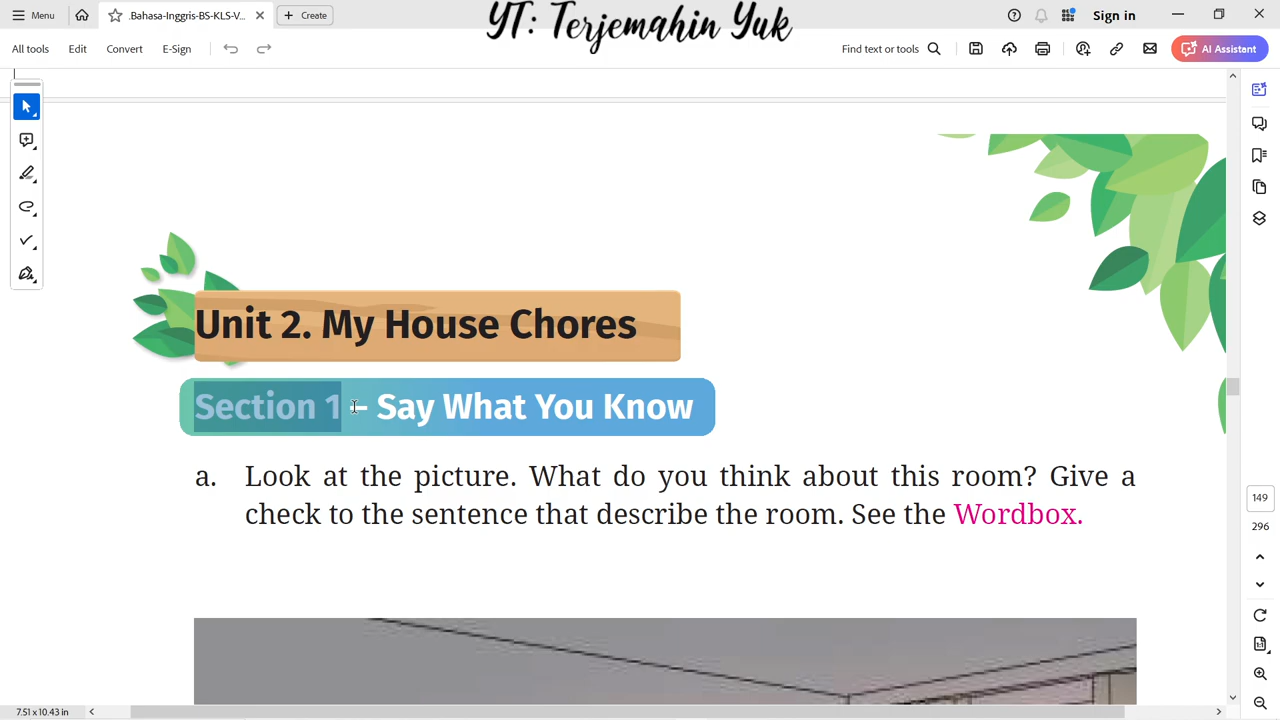 Menu
.Bahasa-Inggris-BS-KLS-V...
Create
YT: Terjemahin Yuk
Sign in
All tools
Edit
Convert
E-Sign
Find text or tools
AI Assistant
Unit 2. My House Chores
Section 1 – Say What You Know
a. Look at the picture. What do you think about this room? Give a
check to the sentence that describe the room. See the Wordbox.
149
296
7.51 x 10.43 in